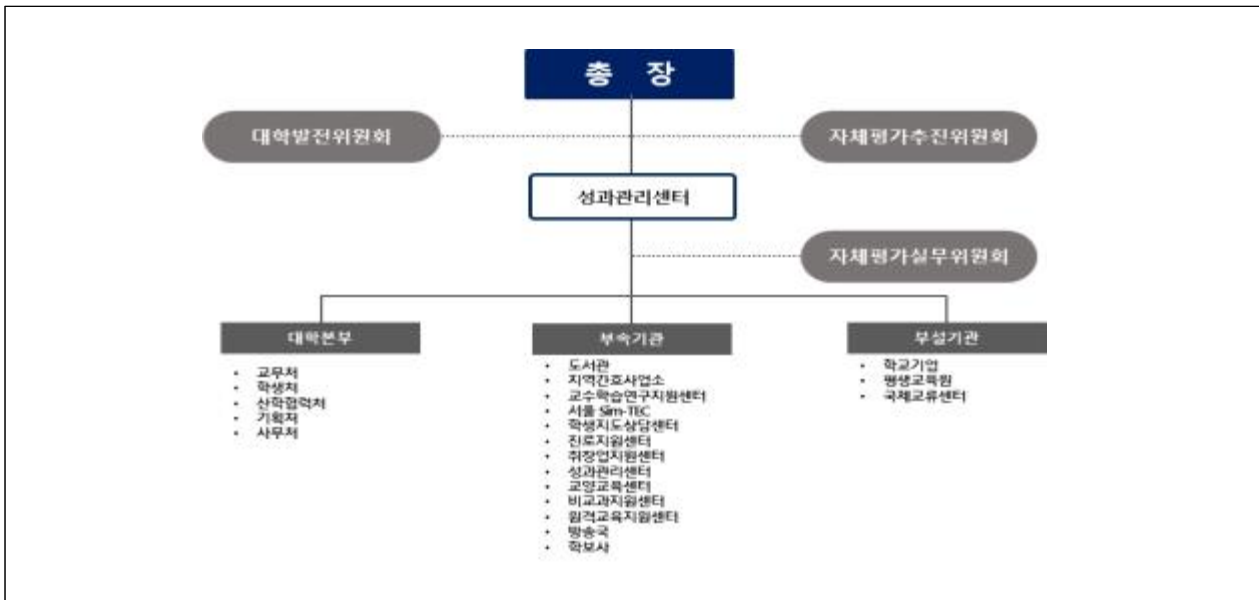 총 장
대학발전위원회
자체평가추진위원회
성과관리센터
자체평가실무위원회
대학본부
• 교무처
• 학생처
• 산학협력처
• 기획처
• 사무처
부속기관
• 도서관
• 지역간호사업소
• 교수학습연구지원센터
• 서울 Sim-TEC
• 학생지도상담센터
• 진로지원센터
• 취창업지원센터
• 성과관리센터
• 교양교육센터
• 비교과지원센터
• 원격교육지원센터
• 방송국
• 학보사
부설기관
• 학교기업
• 평생교육원
• 국제교류센터